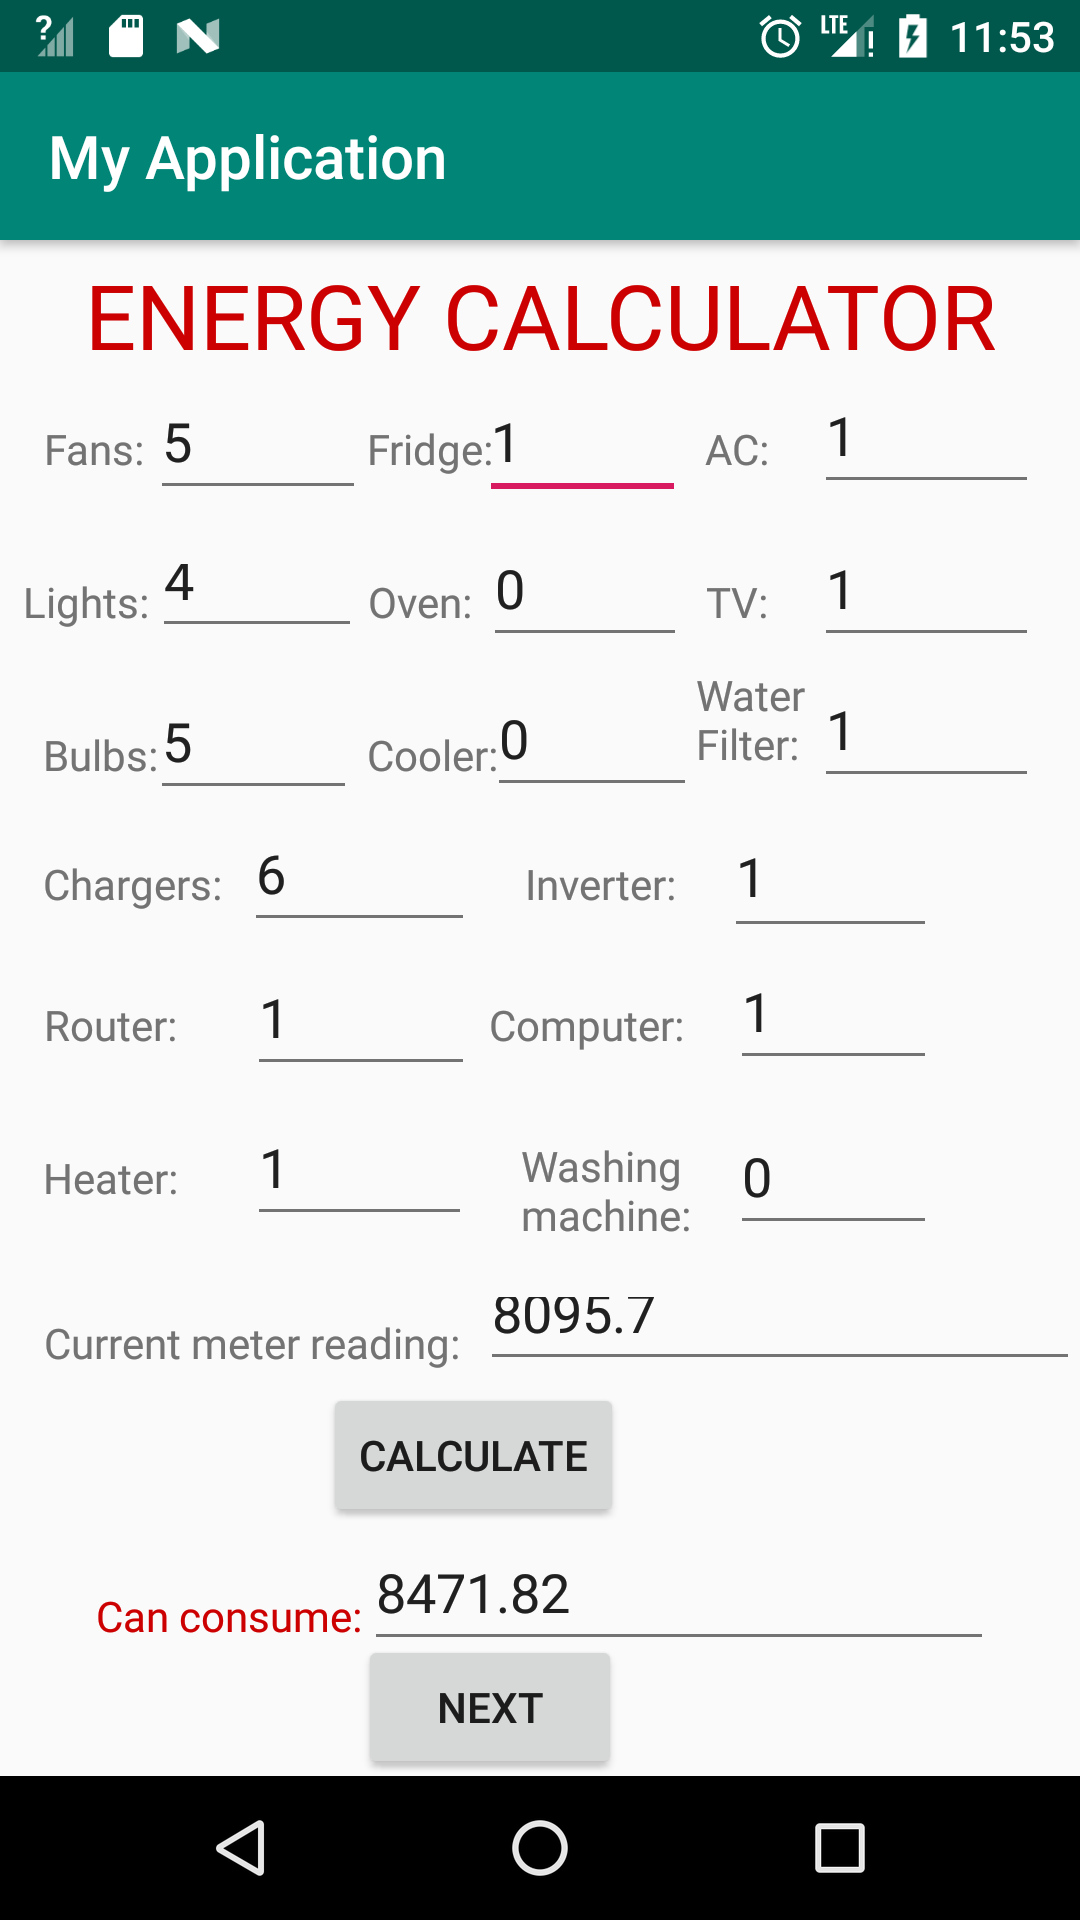 ? LTE ! 11:53
My Application
ENERGY CALCULATOR
Fans: 5 Fridge: 1 AC: 1
Lights: 4 Oven: 0 TV: 1
Bulbs: 5 Cooler: 0 Water Filter: 1
Chargers: 6 Inverter: 1
Router: 1 Computer: 1
Heater: 1 Washing machine: 0
Current meter reading: 8095.7
CALCULATE
Can consume: 8471.82
NEXT